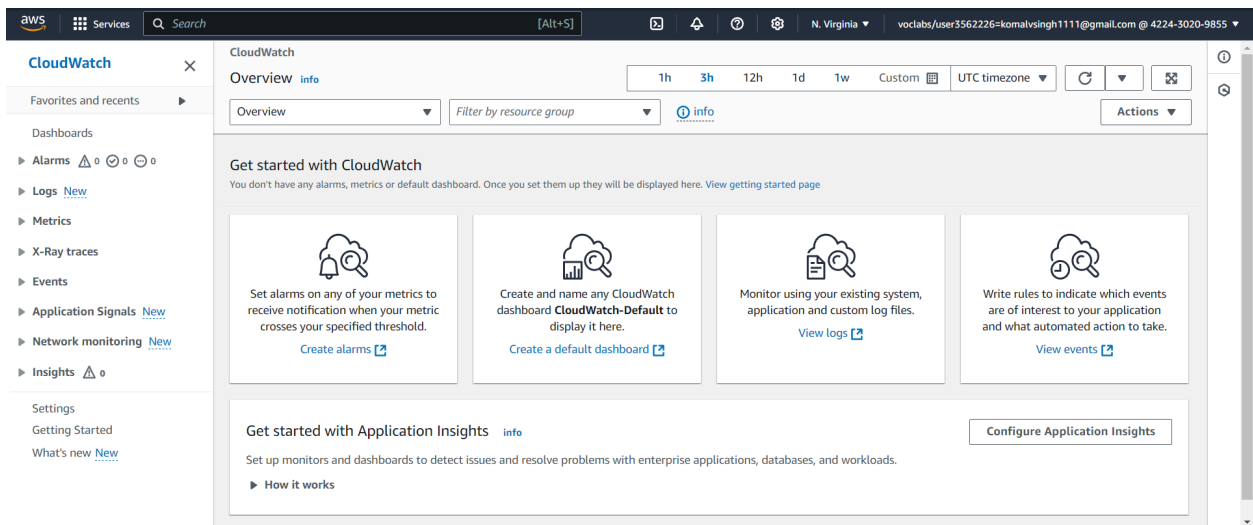 aws Services Search [Alt+S] N. Virginia voclabs/user3562226=komalvsingh1111@gmail.com @ 4224-3020-9855
CloudWatch
Favorites and recents
Dashboards
Alarms 0 0 0
Logs New
Metrics
X-Ray traces
Events
Application Signals New
Network monitoring New
Insights 0
Settings
Getting Started
What's new New
CloudWatch
Overview info
1h 3h 12h 1d 1w Custom UTC timezone
Overview Filter by resource group info Actions
Get started with CloudWatch
You don't have any alarms, metrics or default dashboard. Once you set them up they will be displayed here. View getting started page
Set alarms on any of your metrics to
receive notification when your metric
crosses your specified threshold.
Create alarms
Create and name any CloudWatch
dashboard CloudWatch-Default to
display it here.
Create a default dashboard
Monitor using your existing system,
application and custom log files.
View logs
Write rules to indicate which events
are of interest to your application
and what automated action to take.
View events
Get started with Application Insights info
Configure Application Insights
Set up monitors and dashboards to detect issues and resolve problems with enterprise applications, databases, and workloads.
How it works